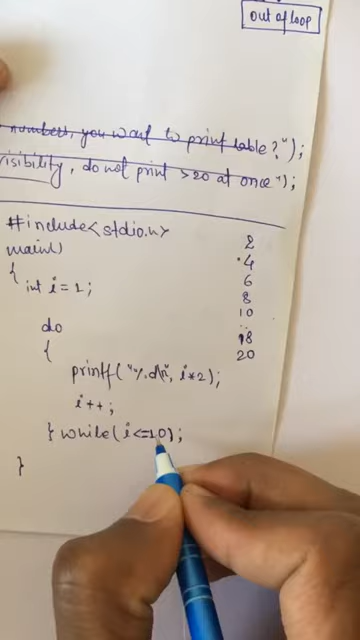 out of loop
numbers, you want to print table?");
visibility, do not print >20 at once");
#include<stdio.h>
main()
{
int i=1;
do
{
printf("%d\n", i*2);
i++;
} while(i<=10);
}
2
4
6
8
10
..
18
20